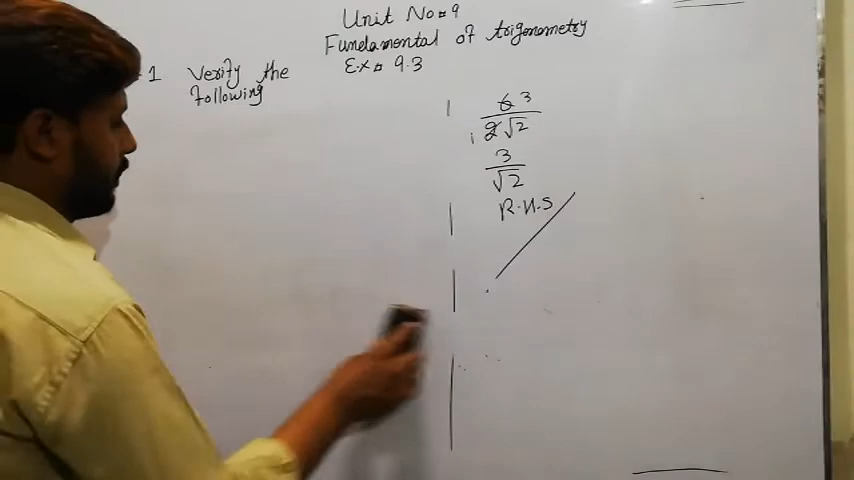 Unit No# 9
Fundamental of trigonometry
Ex# 9.3
1 Verify the
following
6 3
2√2
1
3
√2
R.H.S